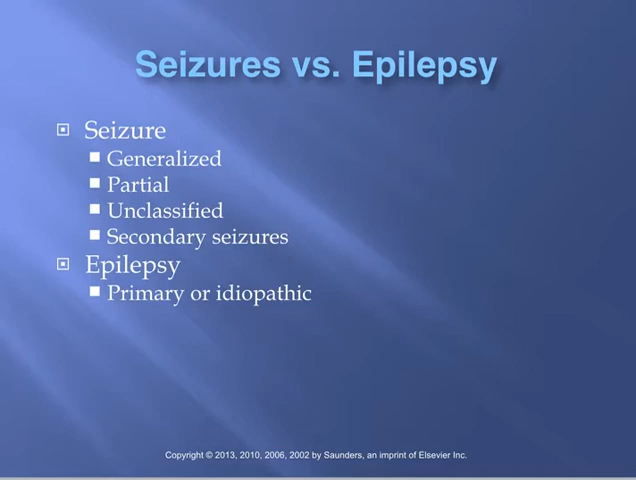 Seizures vs. Epilepsy
Seizure
Generalized
Partial
Unclassified
Secondary seizures
Epilepsy
Primary or idiopathic
Copyright © 2013, 2010, 2006, 2002 by Saunders, an imprint of Elsevier Inc.